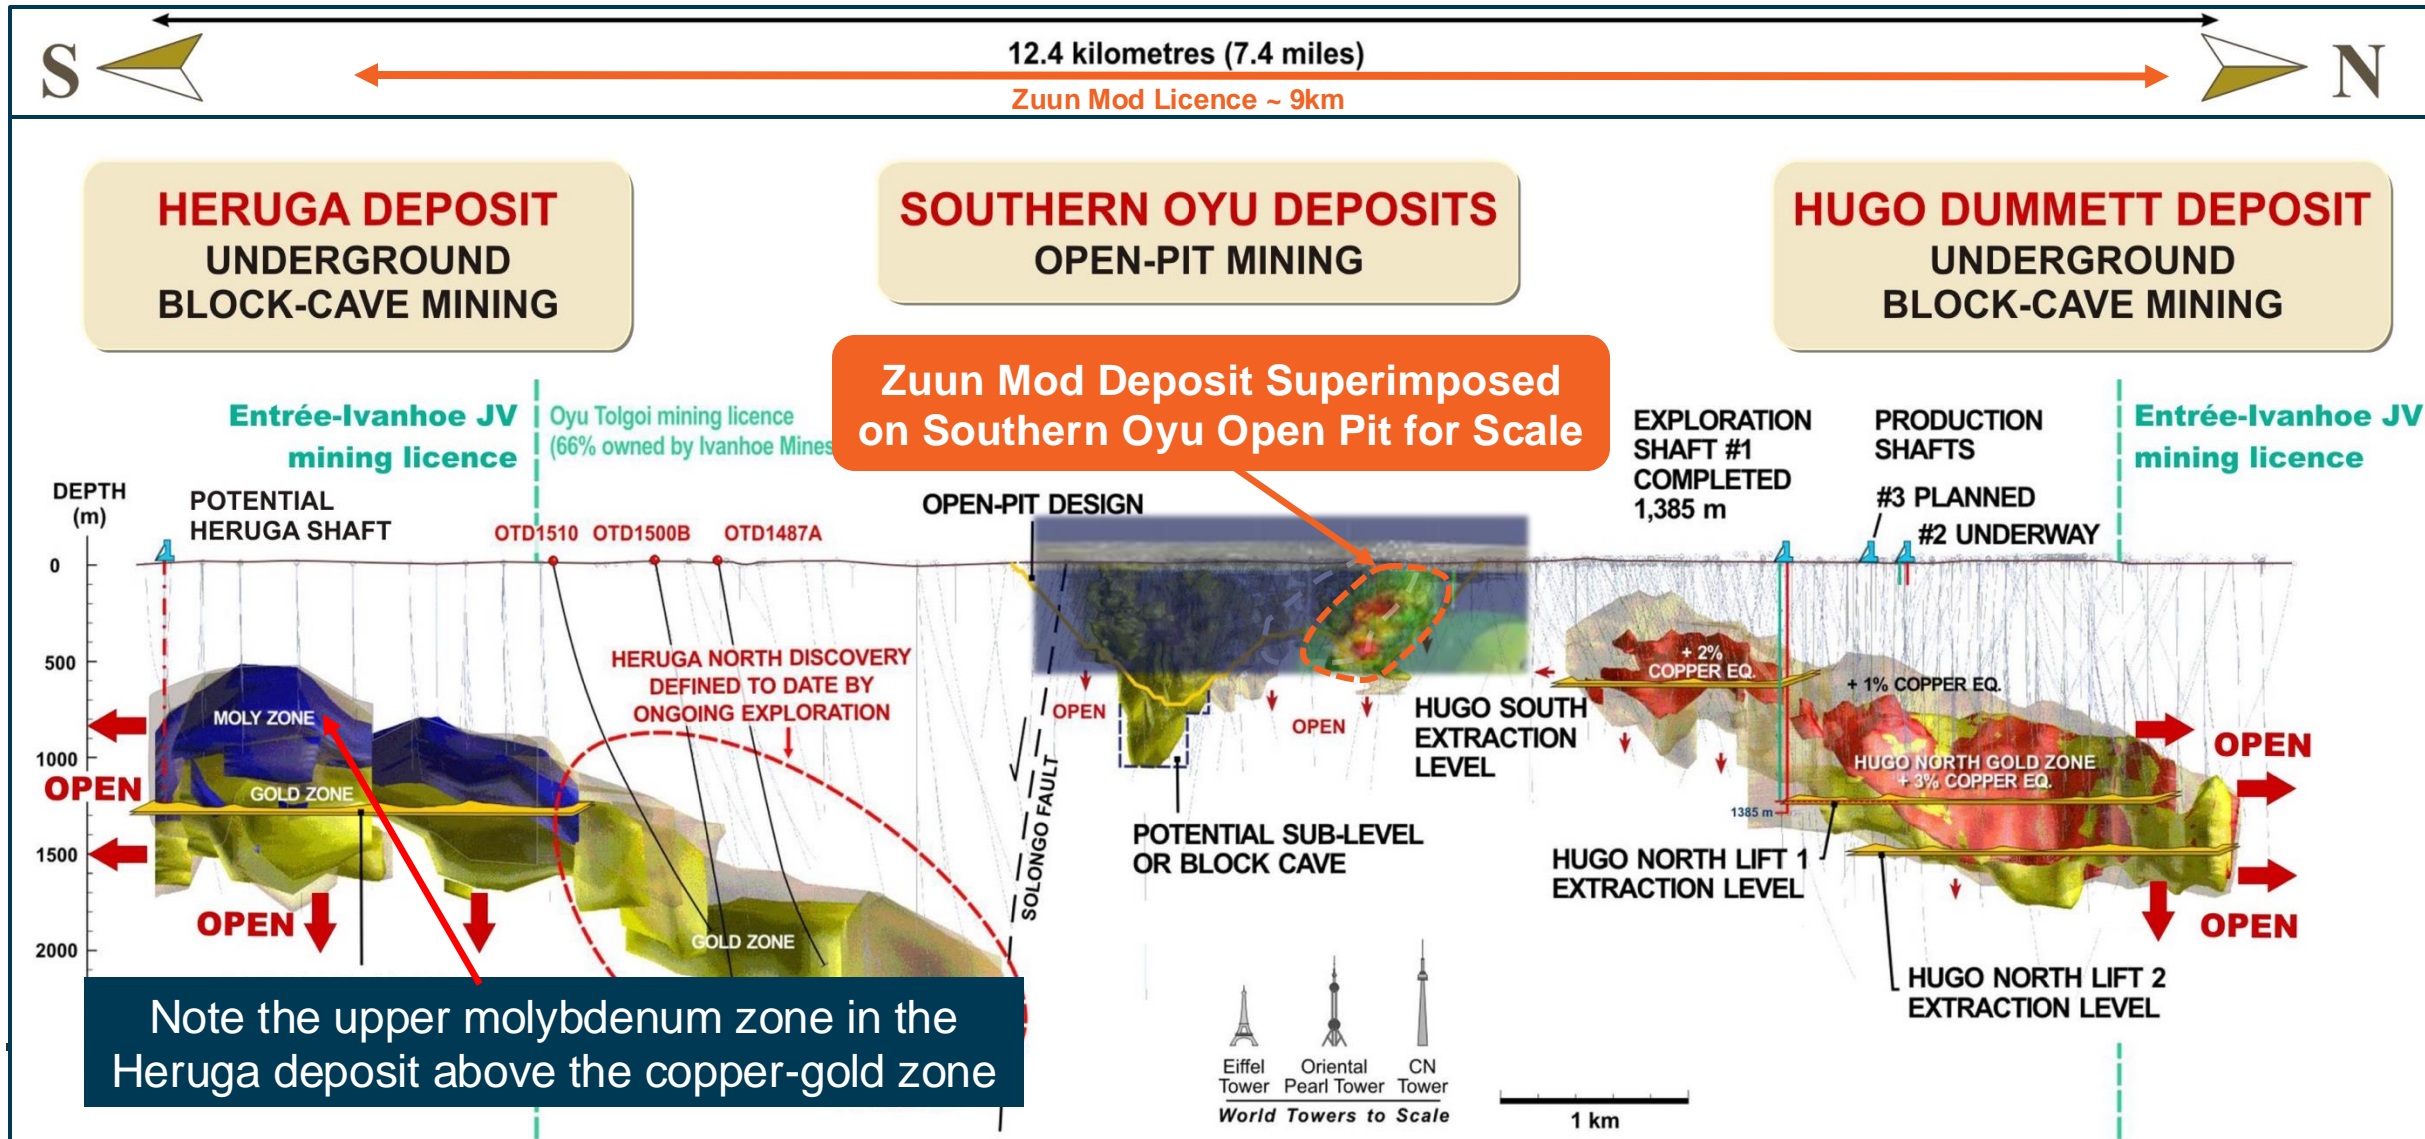 S
12.4 kilometres (7.4 miles)
Zuun Mod Licence ~ 9km
N
HERUGA DEPOSIT
UNDERGROUND
BLOCK-CAVE MINING
SOUTHERN OYU DEPOSITS
OPEN-PIT MINING
HUGO DUMMETT DEPOSIT
UNDERGROUND
BLOCK-CAVE MINING
Zuun Mod Deposit Superimposed
on Southern Oyu Open Pit for Scale
Entrée-Ivanhoe JV
mining licence
Oyu Tolgoi mining licence
(66% owned by Ivanhoe Mines
EXPLORATION
SHAFT #1
COMPLETED
1,385 m
PRODUCTION
SHAFTS
#3 PLANNED
#2 UNDERWAY
Entrée-Ivanhoe JV
mining licence
DEPTH
(m)
POTENTIAL
HERUGA SHAFT
OTD1510
OTD1500B
OTD1487A
OPEN-PIT DESIGN
0
500
1000
1500
2000
MOLY ZONE
GOLD ZONE
OPEN
OPEN
HERUGA NORTH DISCOVERY
DEFINED TO DATE BY
ONGOING EXPLORATION
GOLD ZONE
SOLONGO FAULT
OPEN
OPEN
HUGO SOUTH
EXTRACTION
LEVEL
+ 2%
COPPER EQ.
+ 1% COPPER EQ.
HUGO NORTH GOLD ZONE
+ 3% COPPER EQ.
1385 m
OPEN
OPEN
POTENTIAL SUB-LEVEL
OR BLOCK CAVE
HUGO NORTH LIFT 1
EXTRACTION LEVEL
HUGO NORTH LIFT 2
EXTRACTION LEVEL
Note the upper molybdenum zone in the
Heruga deposit above the copper-gold zone
Eiffel
Tower
Oriental
Pearl Tower
CN
Tower
World Towers to Scale
1 km